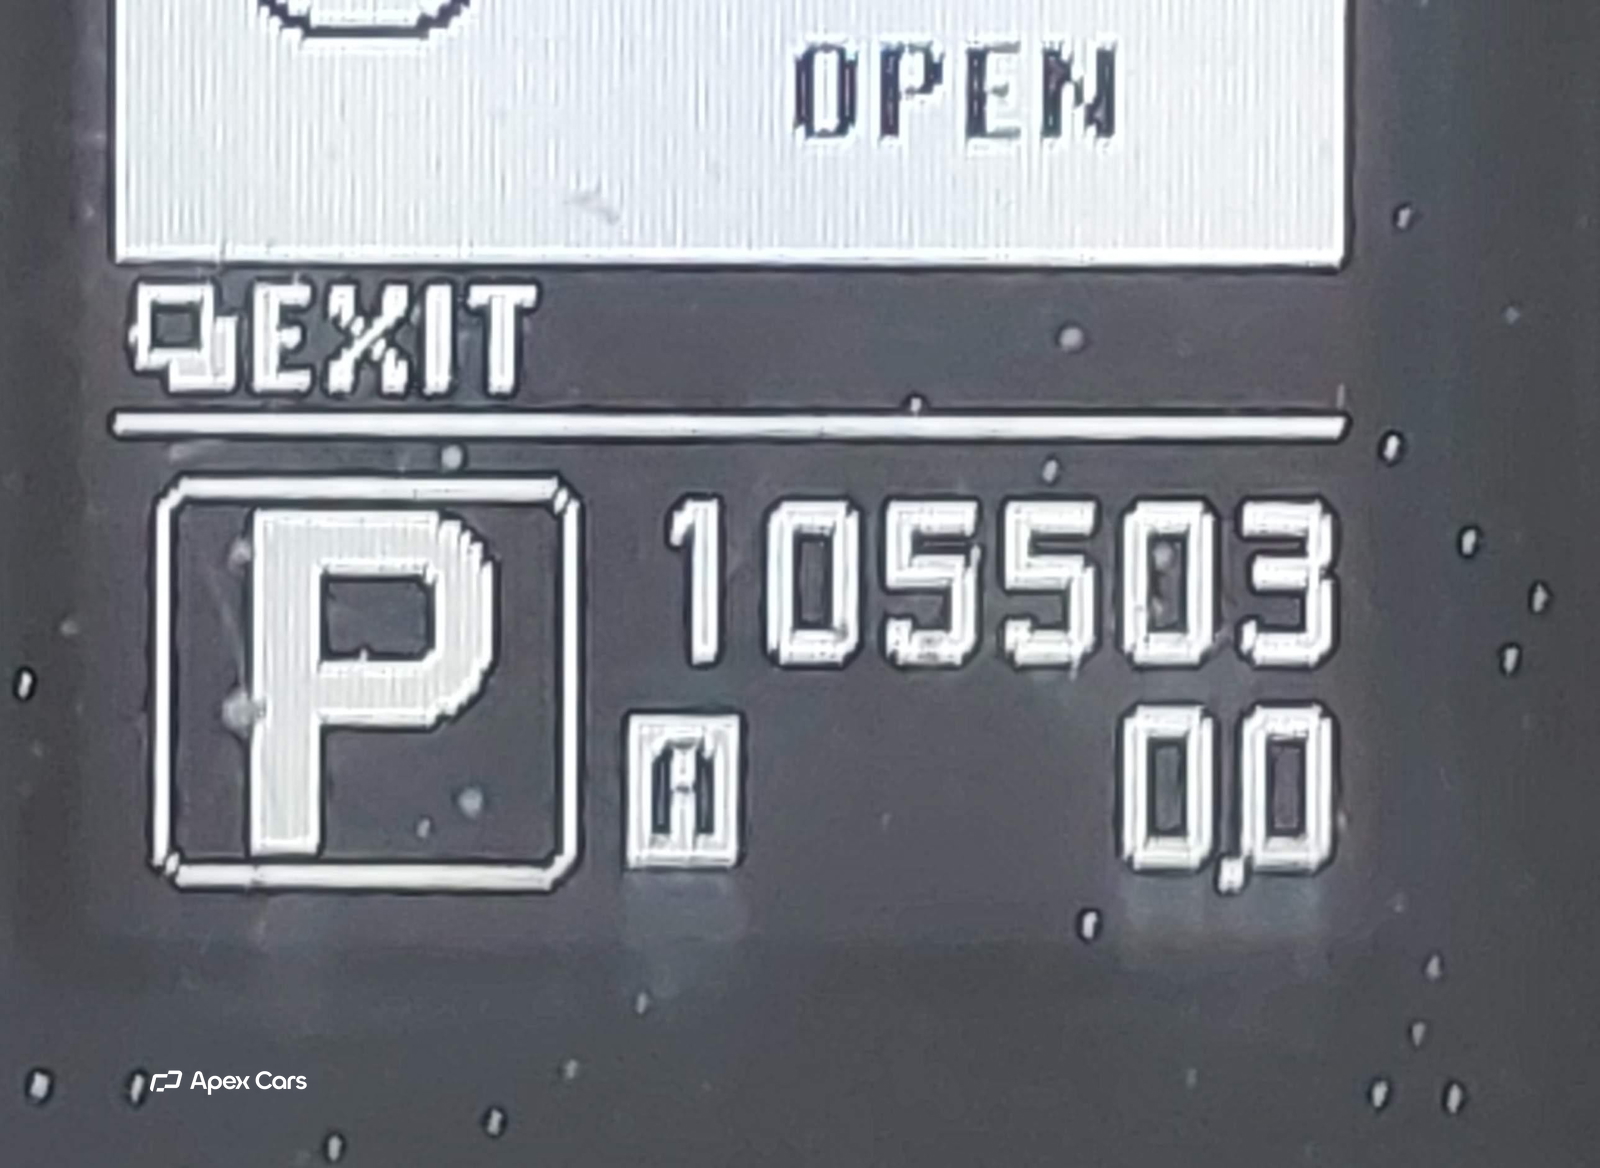 OPEN
EXIT
P 105503
A 0,0
Apex Cars